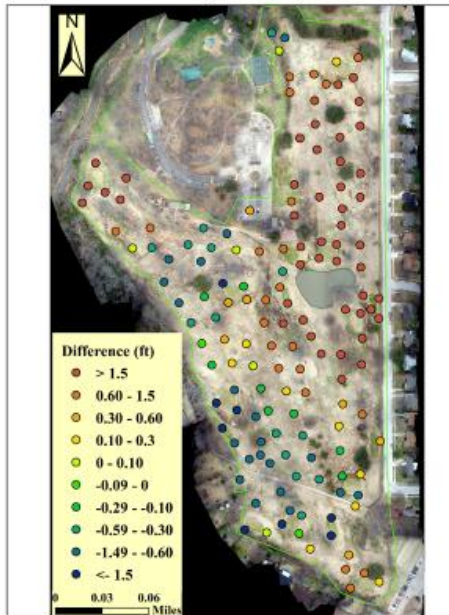 N
Difference (ft)
> 1.5
0.60 - 1.5
0.30 - 0.60
0.10 - 0.3
0 - 0.10
-0.09 - 0
-0.29 - -0.10
-0.59 - -0.30
-1.49 - -0.60
<- 1.5
0 0.03 0.06
Miles